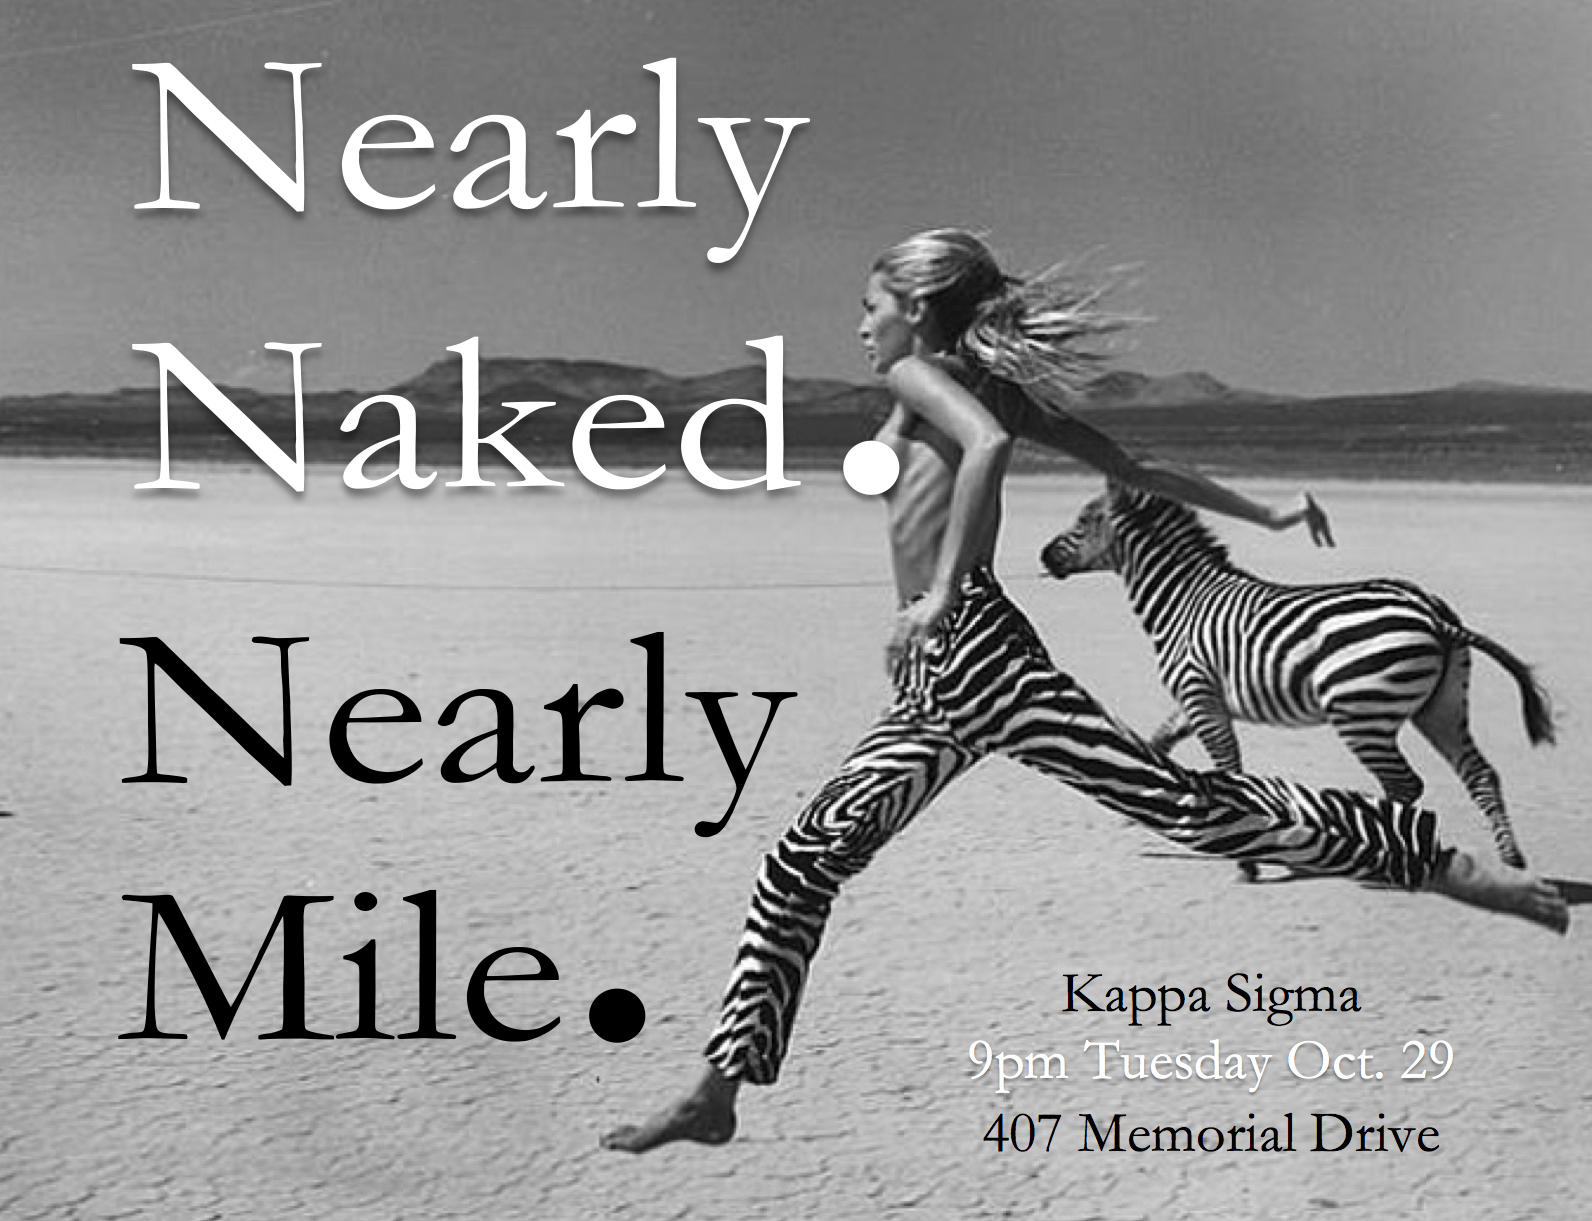 Nearly
Naked.
Nearly
Mile.
Kappa Sigma
9pm Tuesday Oct. 29
407 Memorial Drive